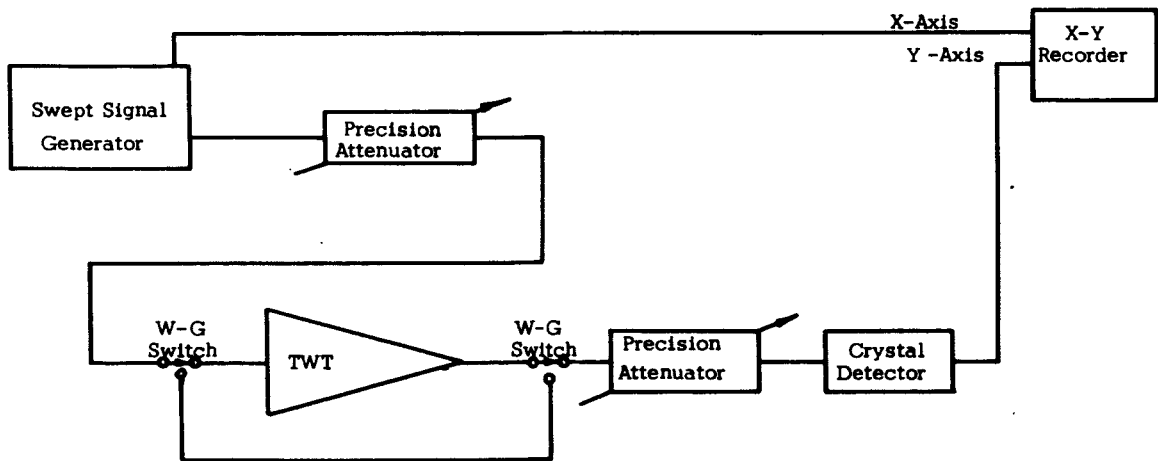 X-Axis
X-Y
Recorder
Y -Axis
Swept Signal
Generator
Precision
Attenuator
W-G
Switch
TWT
W-G
Switch
Precision
Attenuator
Crystal
Detector